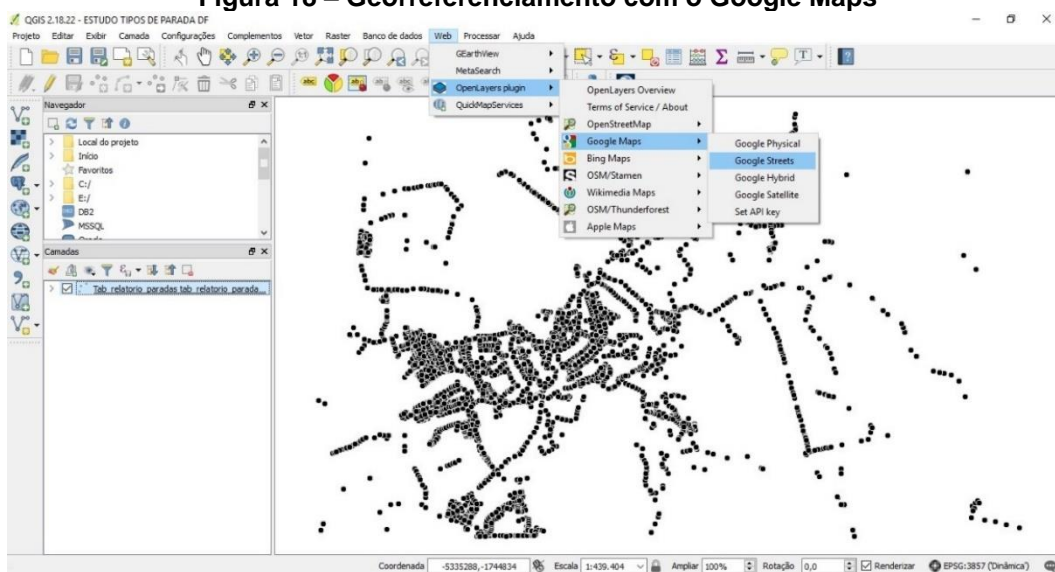 Figura 18 – Georreferenciamento com o Google Maps
QGIS 2.18.22 - ESTUDO TIPOS DE PARADA DF
Projeto Editar Exibir Camada Configurações Complementos Vetor Raster Banco de dados Web Processar Ajuda
GEarthView
MetaSearch
OpenLayers plugin
QuickMapServices
OpenLayers Overview
Terms of Service / About
OpenStreetMap
Google Maps
Bing Maps
OSM/Stamen
Wikimedia Maps
OSM/Thunderforest
Apple Maps
Google Physical
Google Streets
Google Hybrid
Google Satellite
Set API key
Navegador
Local do projeto
Início
Favoritos
C:/
E:/
DB2
MSSQL
Camadas
Tab_relatorio_paradas tab_relatorio_parada...
Coordenada -5335288,-1744834 Escala 1:439.404 Ampliar 100% Rotação 0,0 Renderizar EPSG:3857 (Dinâmica)